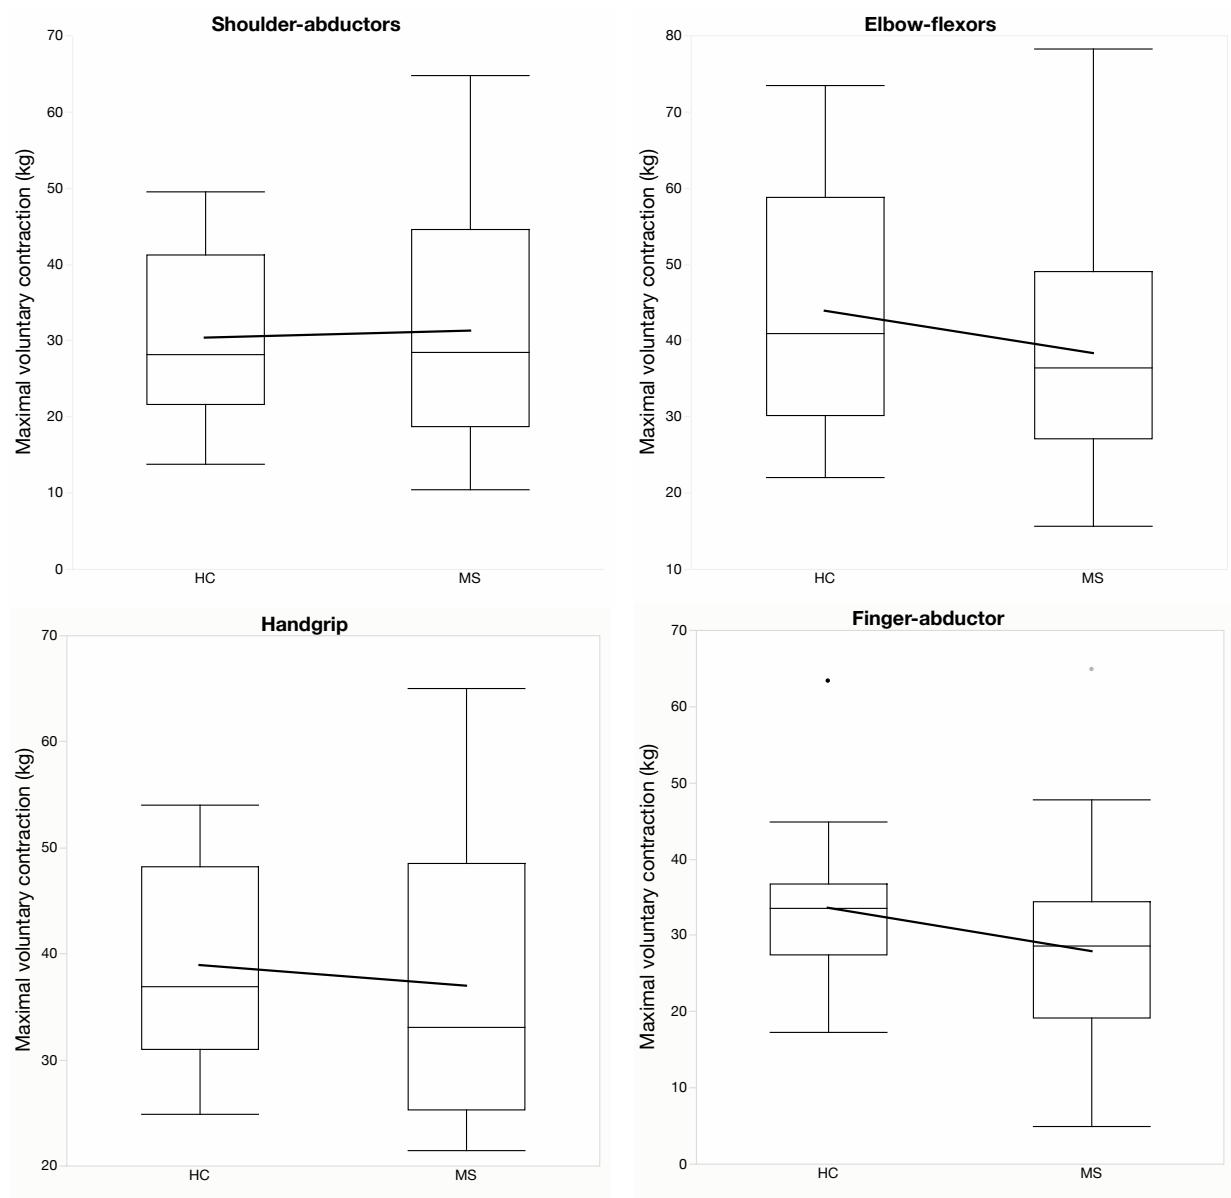 Shoulder-abductors
Maximal voluntary contraction (kg)
70
60
50
40
30
20
10
0
HC MS
Elbow-flexors
Maximal voluntary contraction (kg)
80
70
60
50
40
30
20
10
HC MS
Handgrip
Maximal voluntary contraction (kg)
70
60
50
40
30
20
HC MS
Finger-abductor
Maximal voluntary contraction (kg)
70
60
50
40
30
20
10
0
HC MS